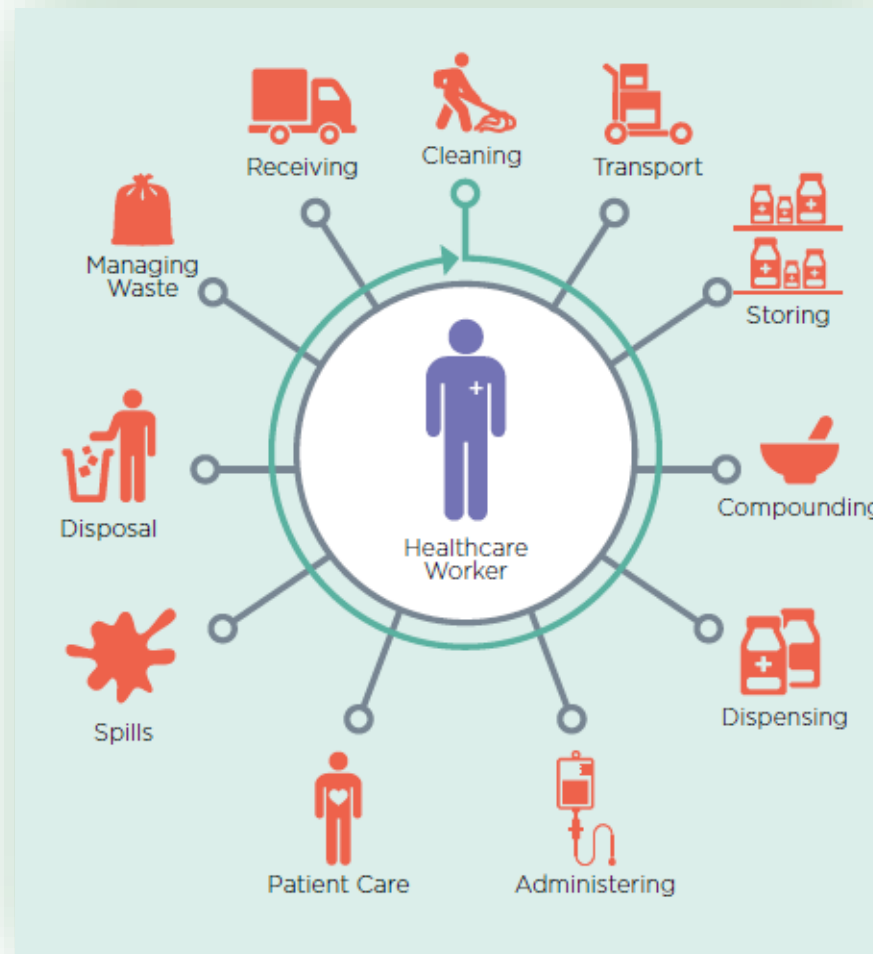 Receiving
Cleaning
Transport
Managing
Waste
Storing
Disposal
Compounding
Healthcare
Worker
Spills
Dispensing
Patient Care
Administering